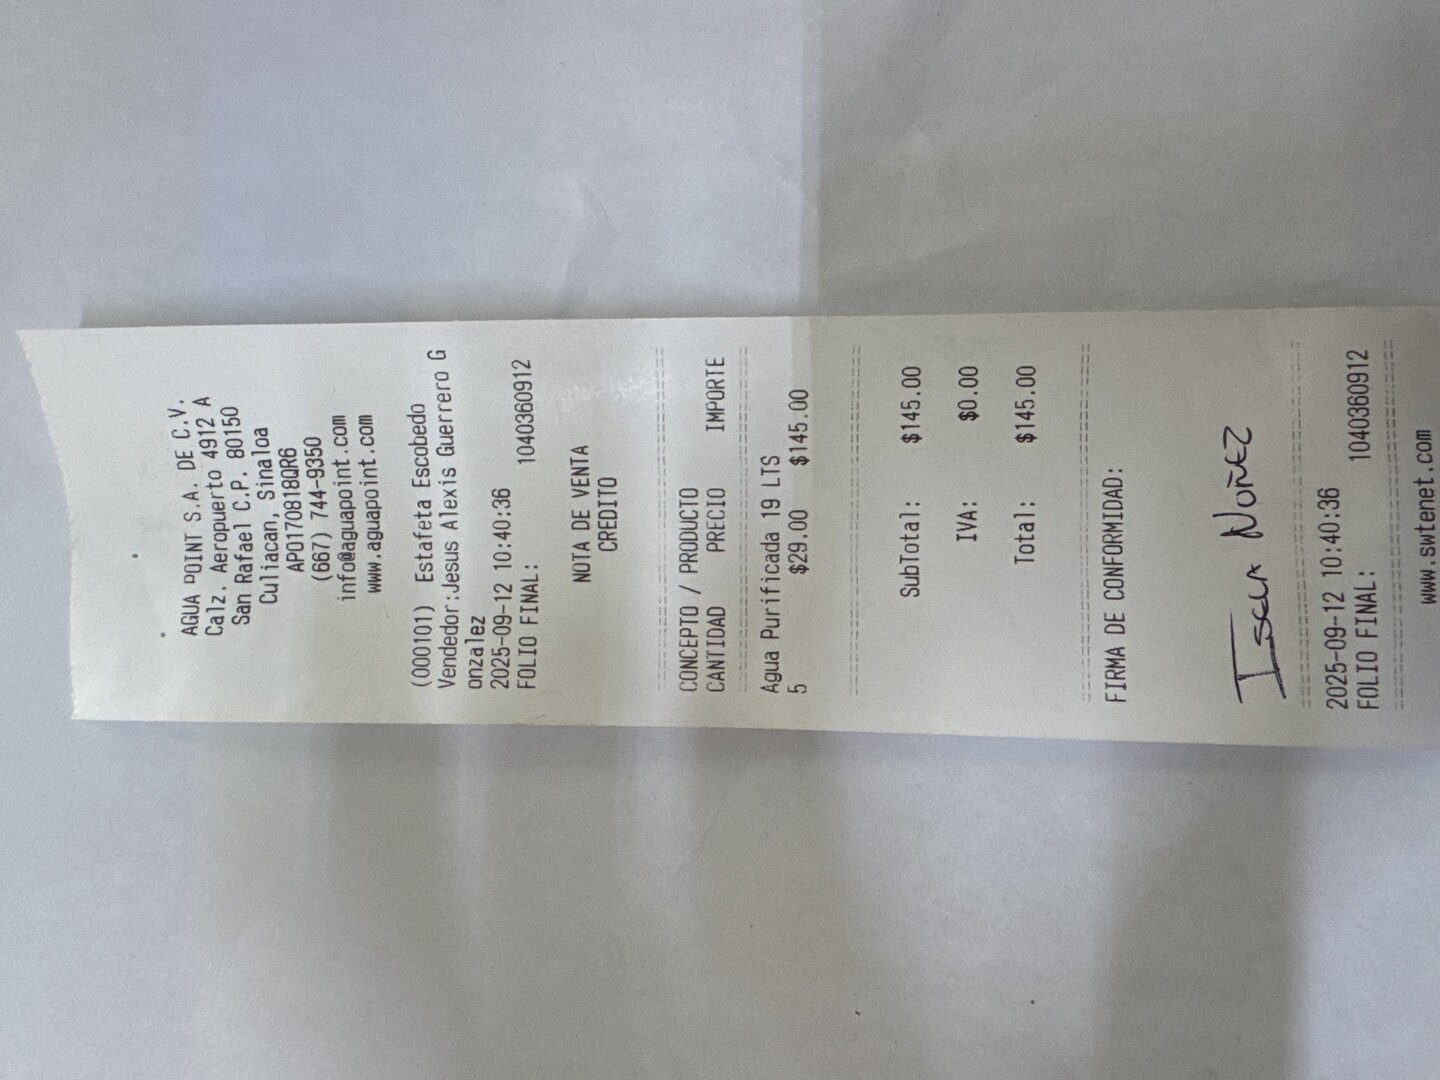 AGUA POINT S.A. DE C.V.
Calz. Aeropuerto 4912 A
San Rafael C.P. 80150
Culiacan, Sinaloa
APO170818QR6
(667) 744-9350
info@aguapoint.com
www.aguapoint.com
(000101) Estafeta Escobedo
Vendedor:Jesus Alexis Guerrero G
onzalez
2025-09-12 10:40:36
FOLIO FINAL: 1040360912
NOTA DE VENTA
CREDITO
CONCEPTO / PRODUCTO
CANTIDAD PRECIO IMPORTE
Agua Purificada 19 LTS
5 $29.00 $145.00
SubTotal: $145.00
IVA: $0.00
Total: $145.00
FIRMA DE CONFORMIDAD:
Isela Nuñez
2025-09-12 10:40:36
FOLIO FINAL: 1040360912
www.swtenet.com